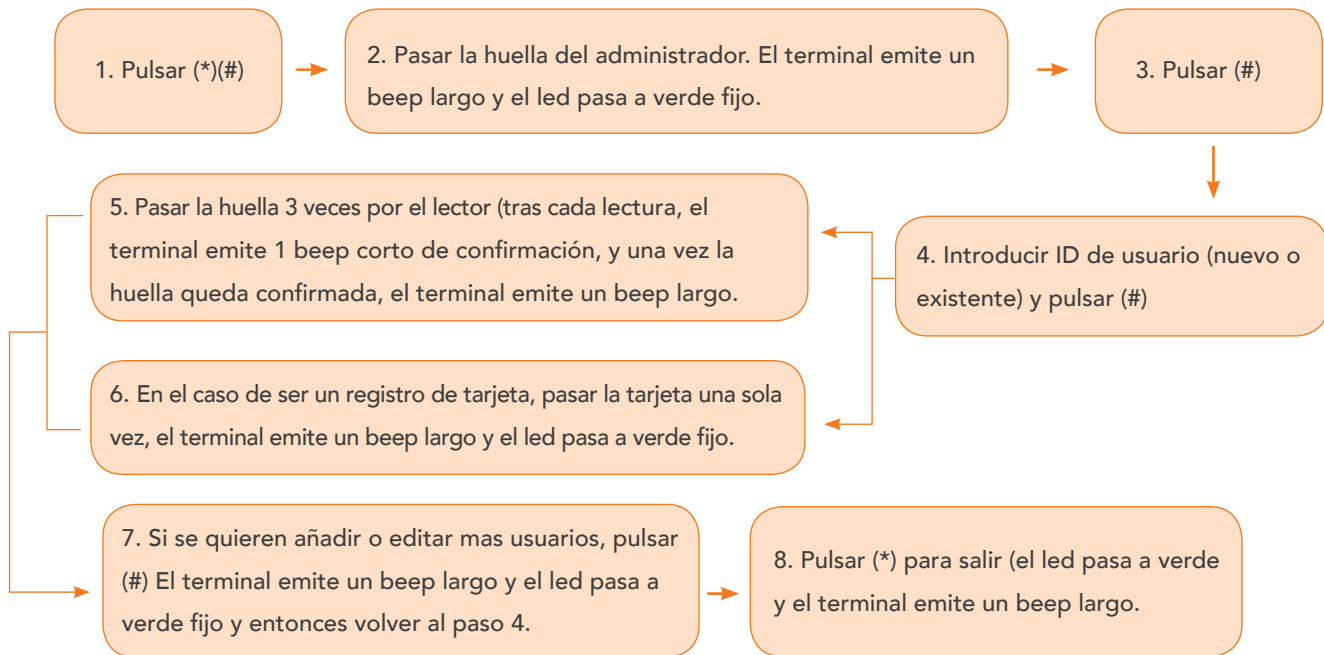 1. Pulsar (*)(#)
2. Pasar la huella del administrador. El terminal emite un
beep largo y el led pasa a verde fijo.
3. Pulsar (#)
4. Introducir ID de usuario (nuevo o
existente) y pulsar (#)
5. Pasar la huella 3 veces por el lector (tras cada lectura, el
terminal emite 1 beep corto de confirmación, y una vez la
huella queda confirmada, el terminal emite un beep largo.
6. En el caso de ser un registro de tarjeta, pasar la tarjeta una sola
vez, el terminal emite un beep largo y el led pasa a verde fijo.
7. Si se quieren añadir o editar mas usuarios, pulsar
(#) El terminal emite un beep largo y el led pasa a
verde fijo y entonces volver al paso 4.
8. Pulsar (*) para salir (el led pasa a verde
y el terminal emite un beep largo.